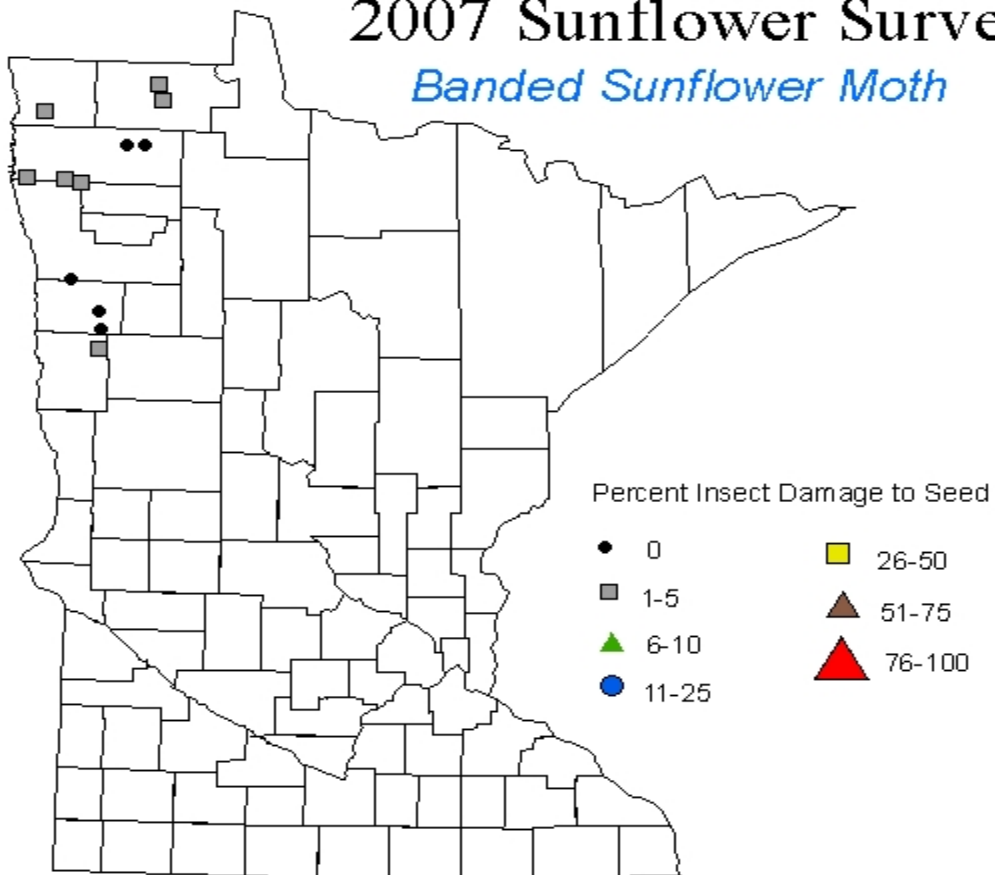 2007 Sunflower Surve
Banded Sunflower Moth
Percent Insect Damage to Seed
0
26-50
1-5
51-75
6-10
76-100
11-25